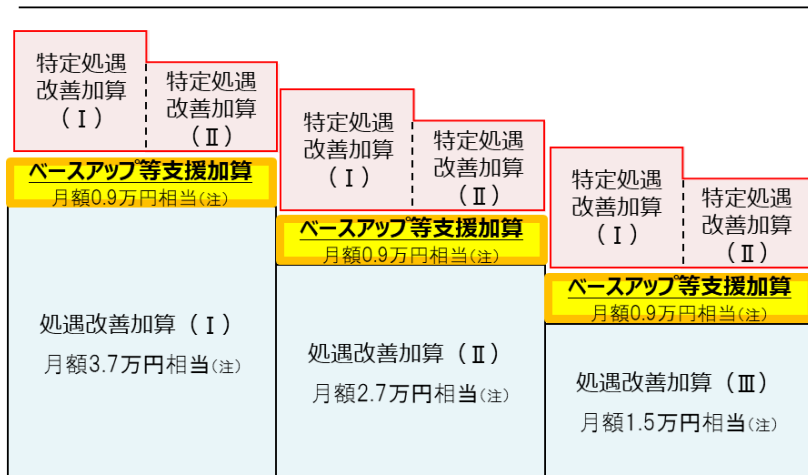 特定処遇
改善加算
（Ⅰ）
特定処遇
改善加算
（Ⅱ）
ベースアップ等支援加算
月額0.9万円相当(注)
処遇改善加算（Ⅰ）
月額3.7万円相当(注)
特定処遇
改善加算
（Ⅰ）
特定処遇
改善加算
（Ⅱ）
ベースアップ等支援加算
月額0.9万円相当(注)
処遇改善加算（Ⅱ）
月額2.7万円相当(注)
特定処遇
改善加算
（Ⅰ）
特定処遇
改善加算
（Ⅱ）
ベースアップ等支援加算
月額0.9万円相当(注)
処遇改善加算（Ⅲ）
月額1.5万円相当(注)